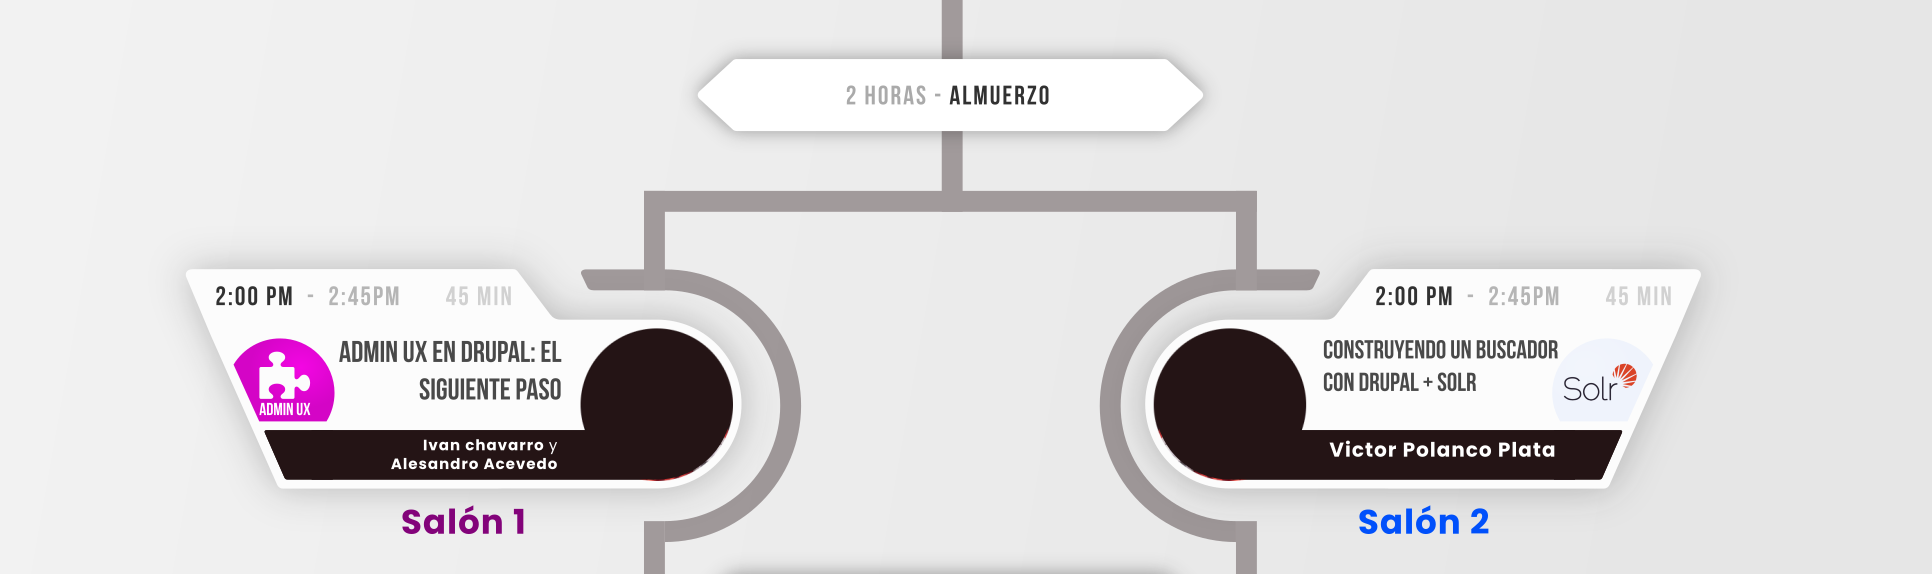 2 HORAS - ALMUERZO
2:00 PM - 2:45PM 45 MIN
ADMIN UX EN DRUPAL: EL
SIGUIENTE PASO
ADMIN UX
Ivan chavarro y
Alesandro Acevedo
Salón 1
2:00 PM - 2:45PM 45 MIN
CONSTRUYENDO UN BUSCADOR
CON DRUPAL + SOLR
Solr
Victor Polanco Plata
Salón 2